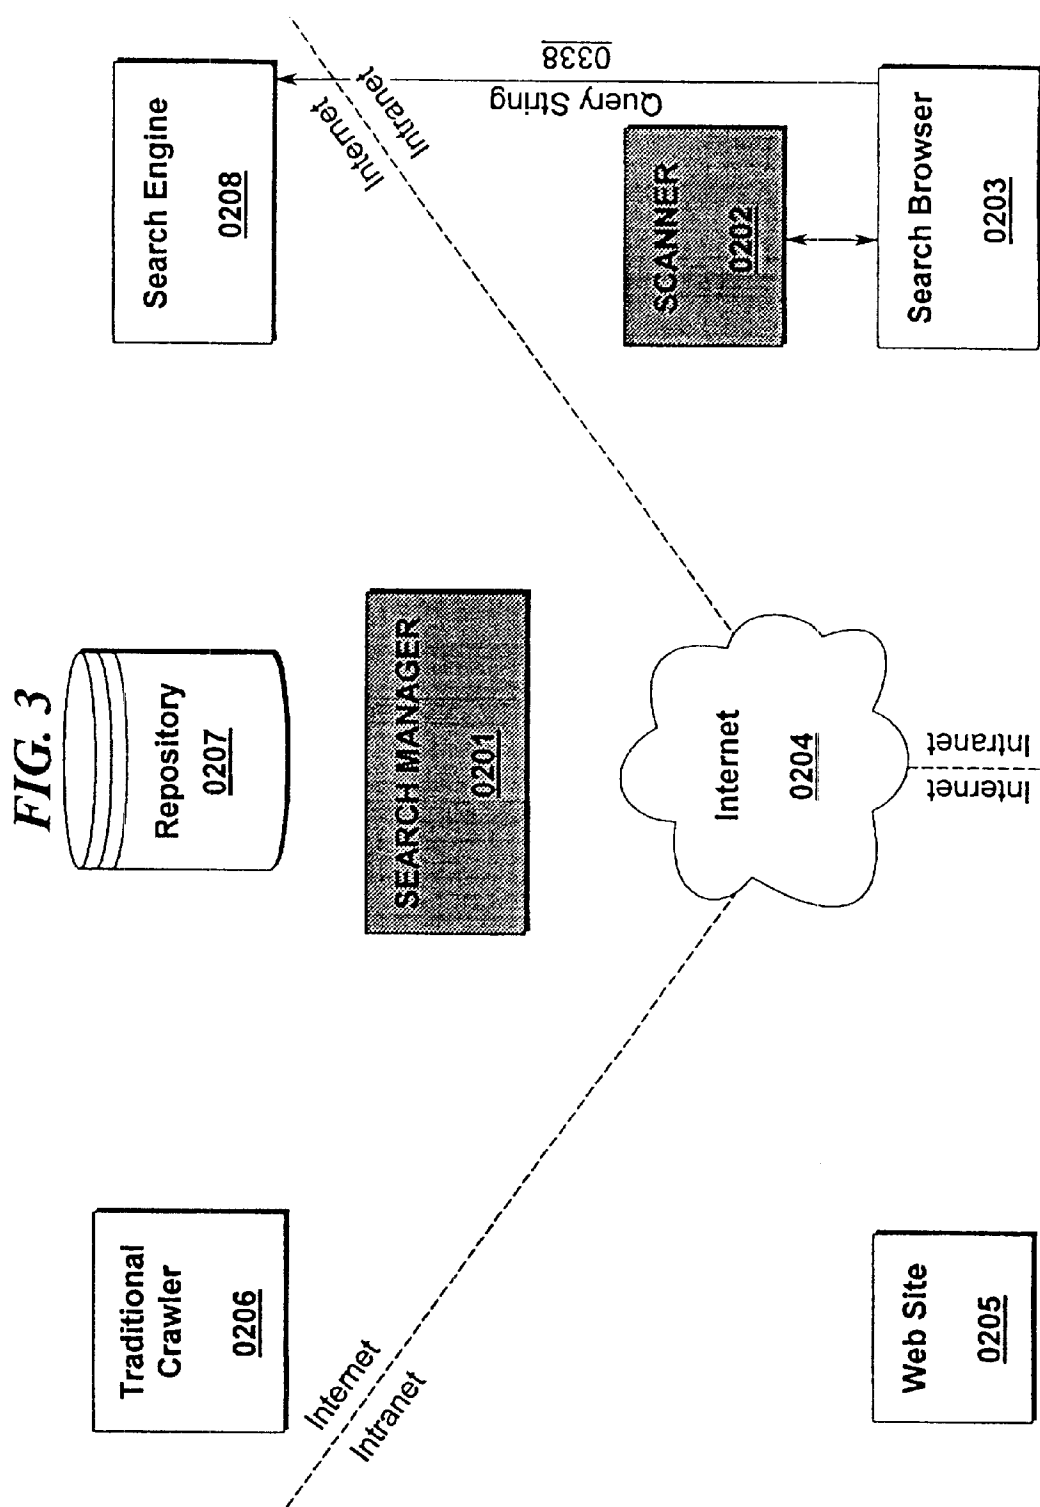 FIG. 3
Traditional
Crawler
0206
Repository
0207
Search Engine
0208
Internet
Intranet
SEARCH MANAGER
0201
Internet
Intranet
Query String
0338
SCANNER
0202
Internet
0204
Web Site
0205
Internet
Intranet
Search Browser
0203